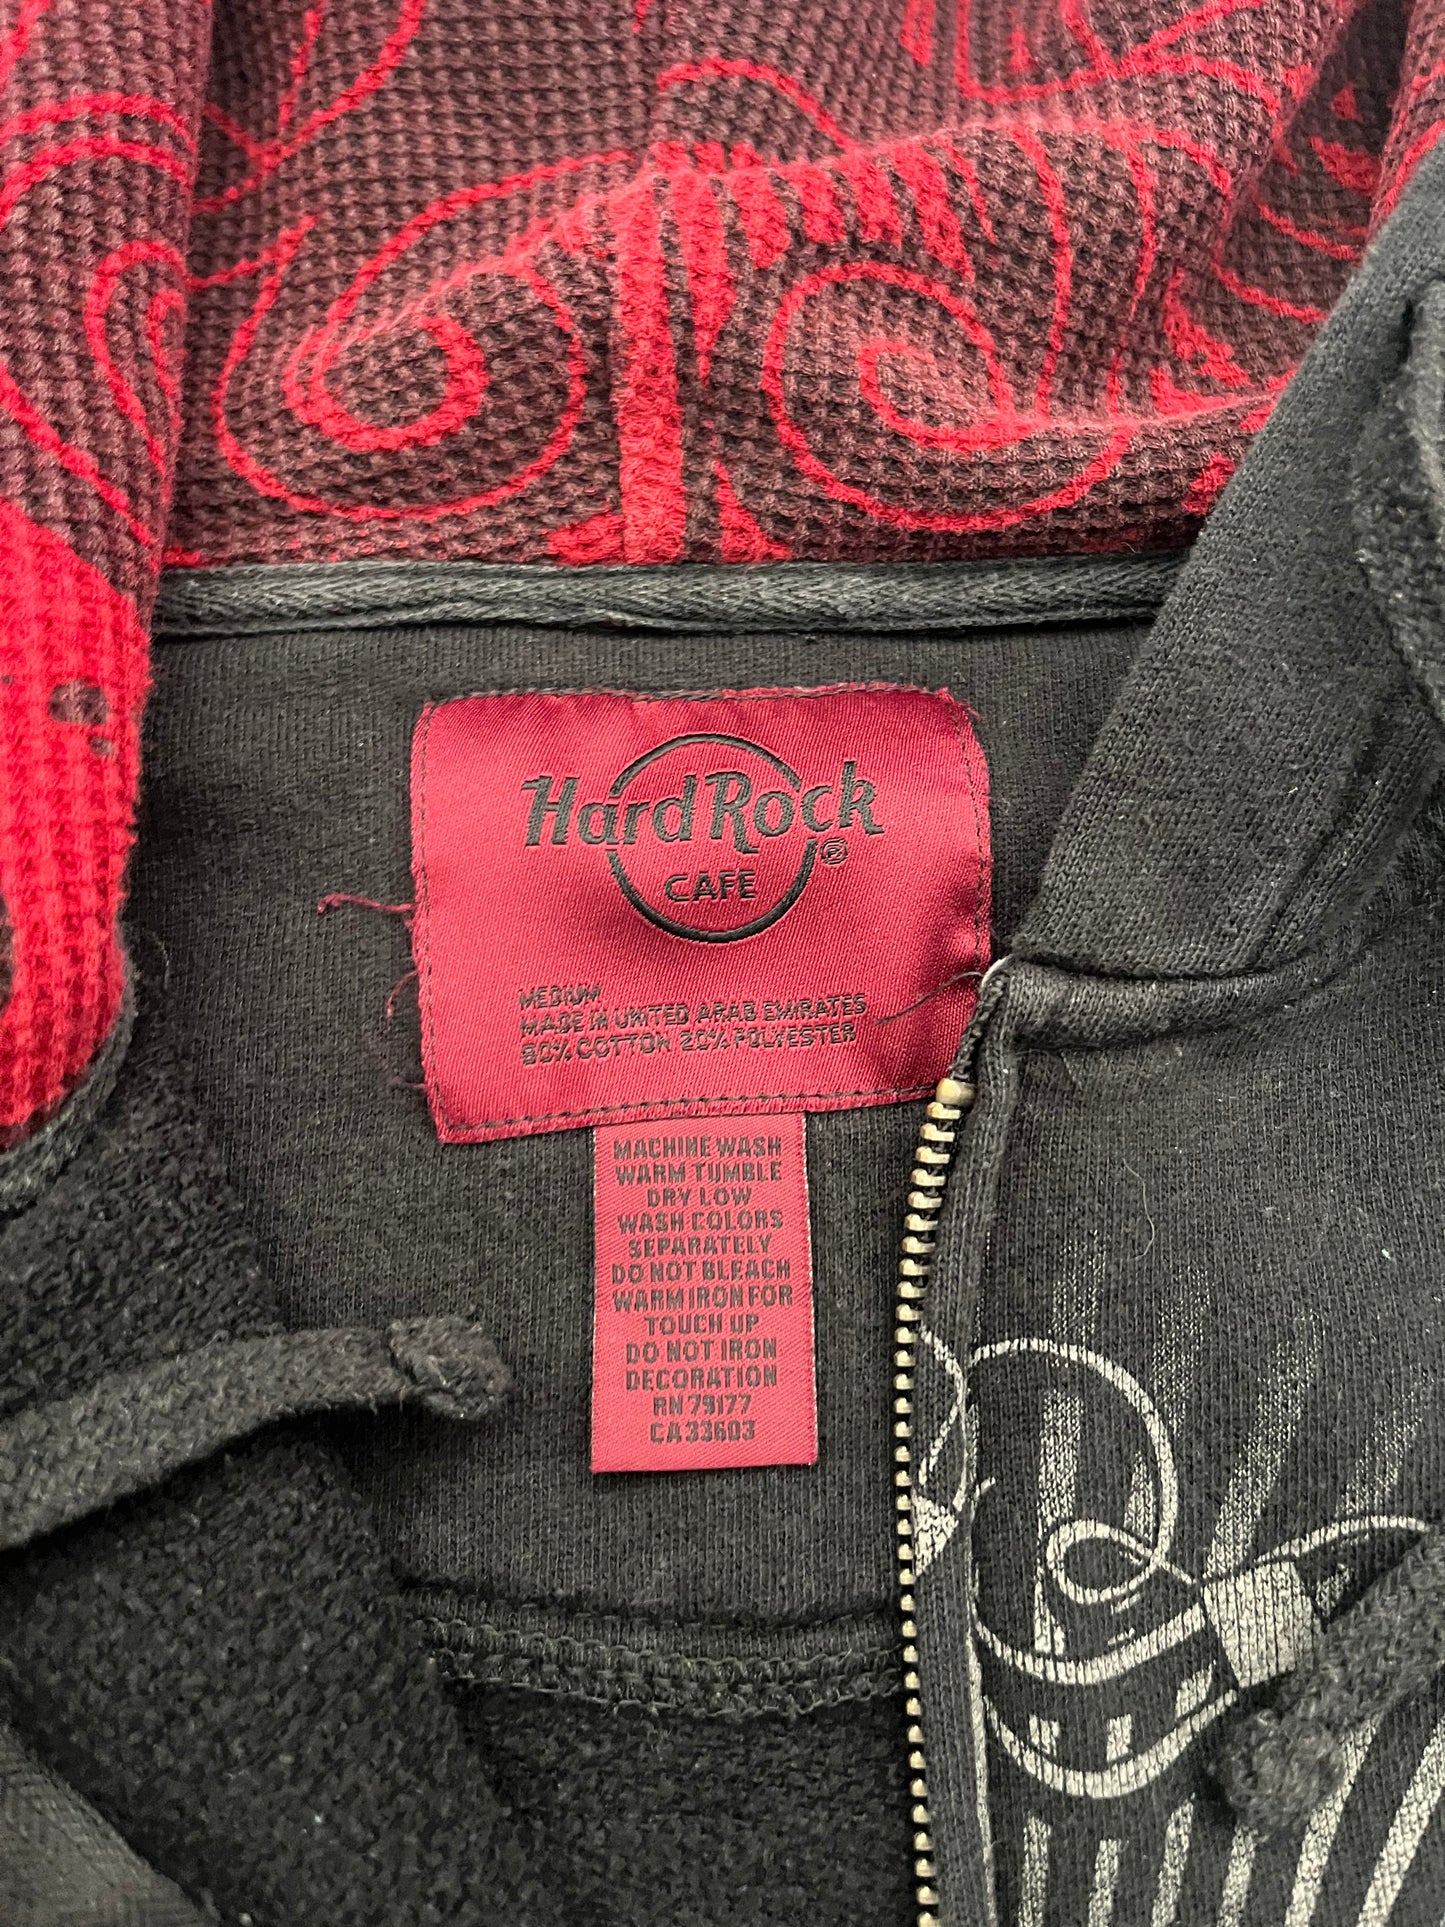 Hard Rock
CAFE
®
MEDIUM
MADE IN UNITED ARAB EMIRATES
80% COTTON 20% POLYESTER
MACHINE WASH
WARM TUMBLE
DRY LOW
WASH COLORS
SEPARATELY
DO NOT BLEACH
WARM IRON FOR
TOUCH UP
DO NOT IRON
DECORATION
RN 79177
CA 33603